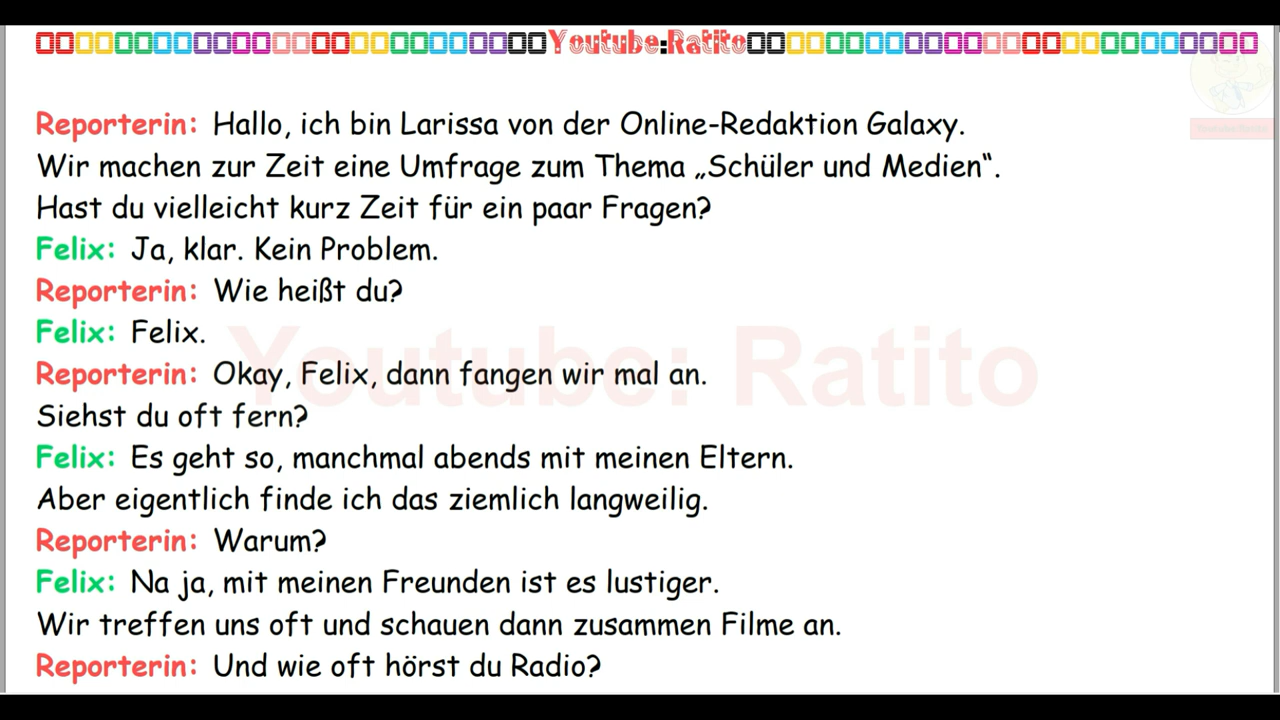 Youtube:Ratito
Reporterin: Hallo, ich bin Larissa von der Online-Redaktion Galaxy.
Wir machen zur Zeit eine Umfrage zum Thema „Schüler und Medien“.
Hast du vielleicht kurz Zeit für ein paar Fragen?
Felix: Ja, klar. Kein Problem.
Reporterin: Wie heißt du?
Felix: Felix.
Youtube: Ratito
Reporterin: Okay, Felix, dann fangen wir mal an.
Siehst du oft fern?
Felix: Es geht so, manchmal abends mit meinen Eltern.
Aber eigentlich finde ich das ziemlich langweilig.
Reporterin: Warum?
Felix: Na ja, mit meinen Freunden ist es lustiger.
Wir treffen uns oft und schauen dann zusammen Filme an.
Reporterin: Und wie oft hörst du Radio?